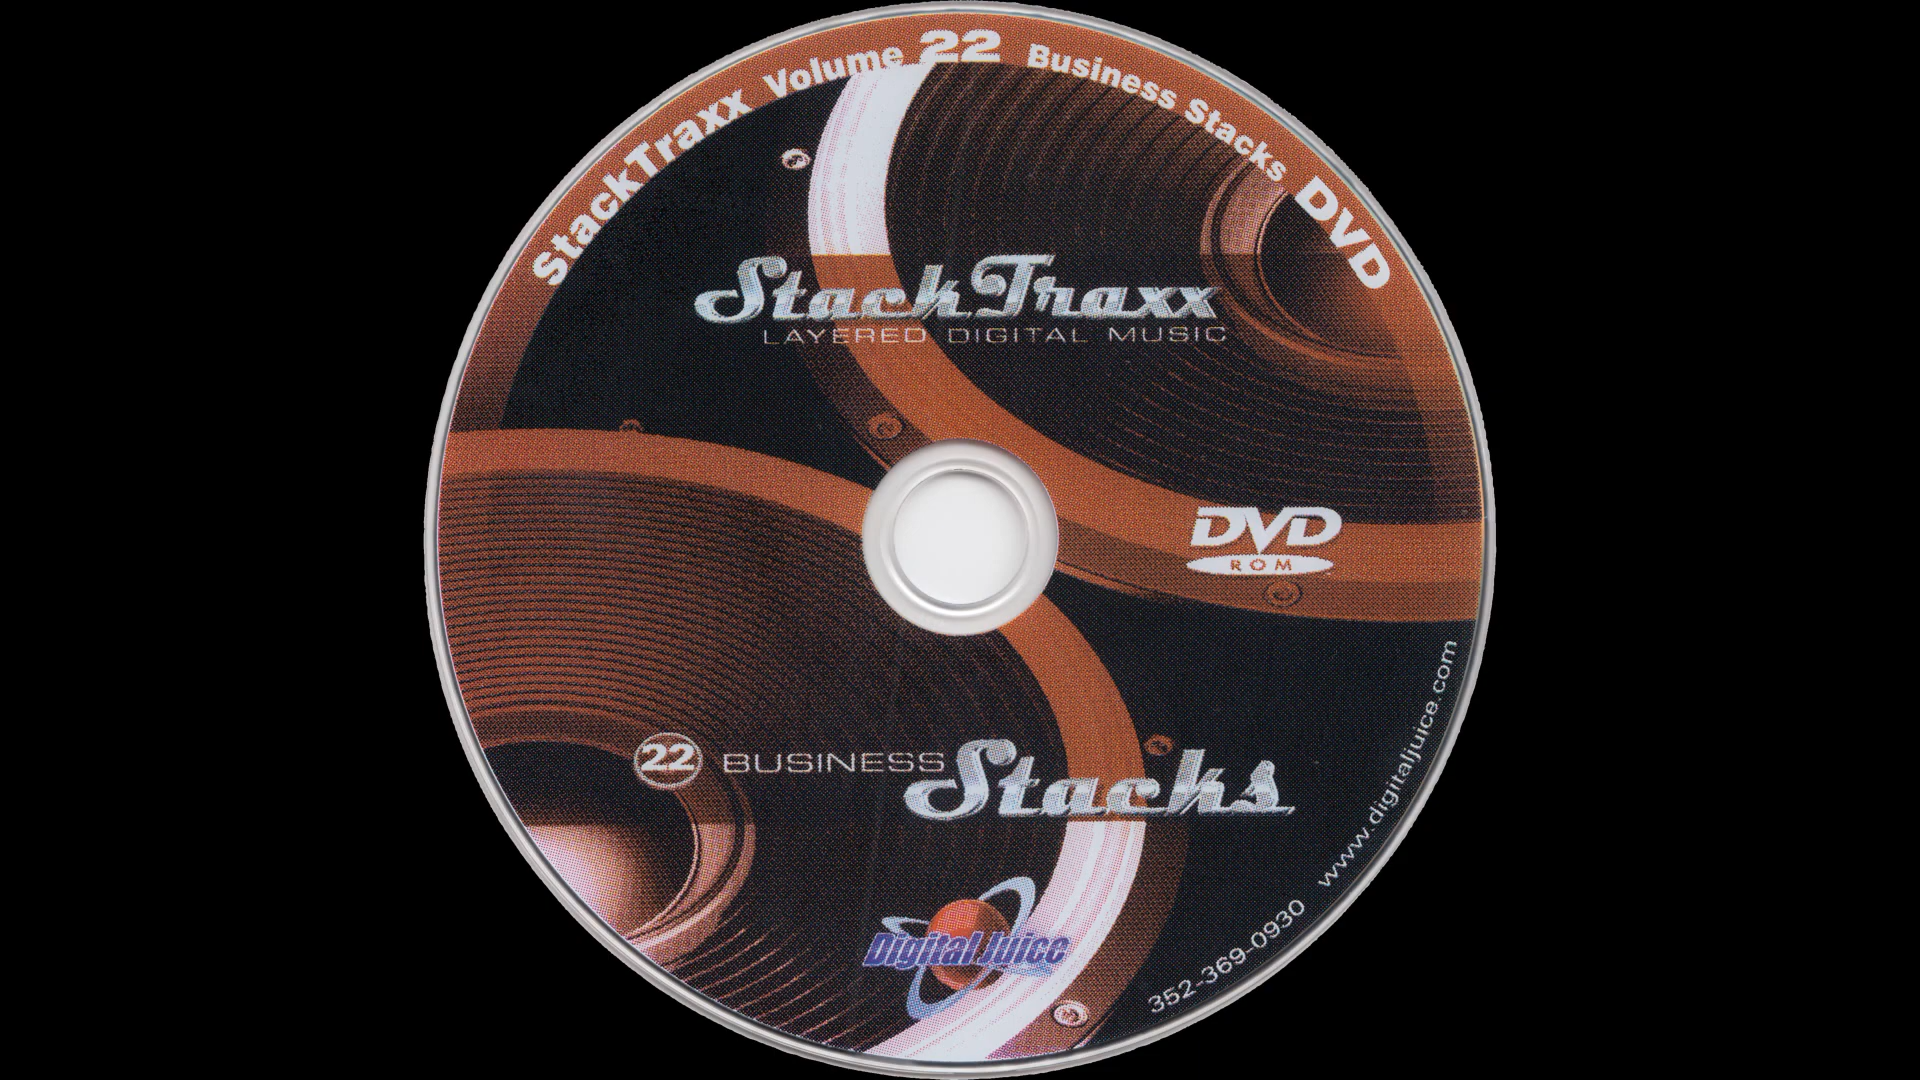 StackTraxx Volume 22 Business Stacks DVD
StackTraxx
LAYERED DIGITAL MUSIC
DVD
ROM
22 BUSINESS Stacks
Digital Juice
www.digitaljuice.com
352-369-0930